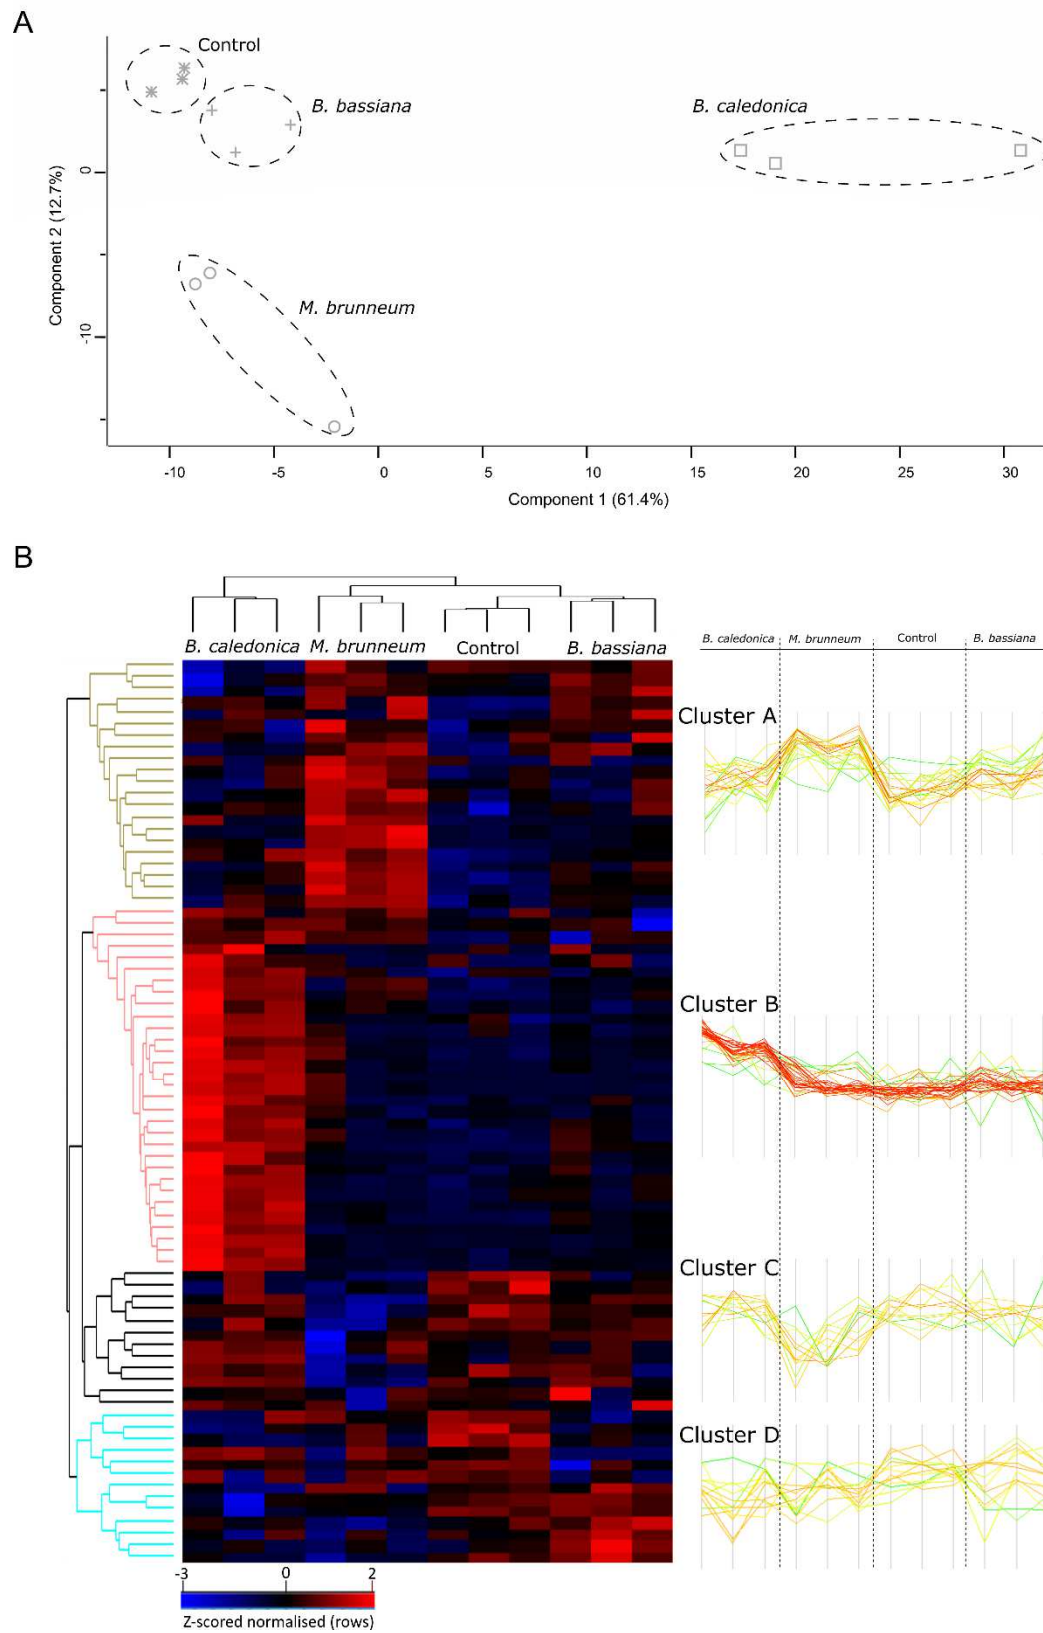 A
Control
B. bassiana
B. caledonica
M. brunneum
Component 2 (12.7%)
0
-10
-10 -5 0 5 10 15 20 25 30
Component 1 (61.4%)
B
B. caledonica M. brunneum Control B. bassiana
B. caledonica M. brunneum Control B. bassiana
Cluster A
Cluster B
Cluster C
Cluster D
-3 0 2
Z-scored normalised (rows)